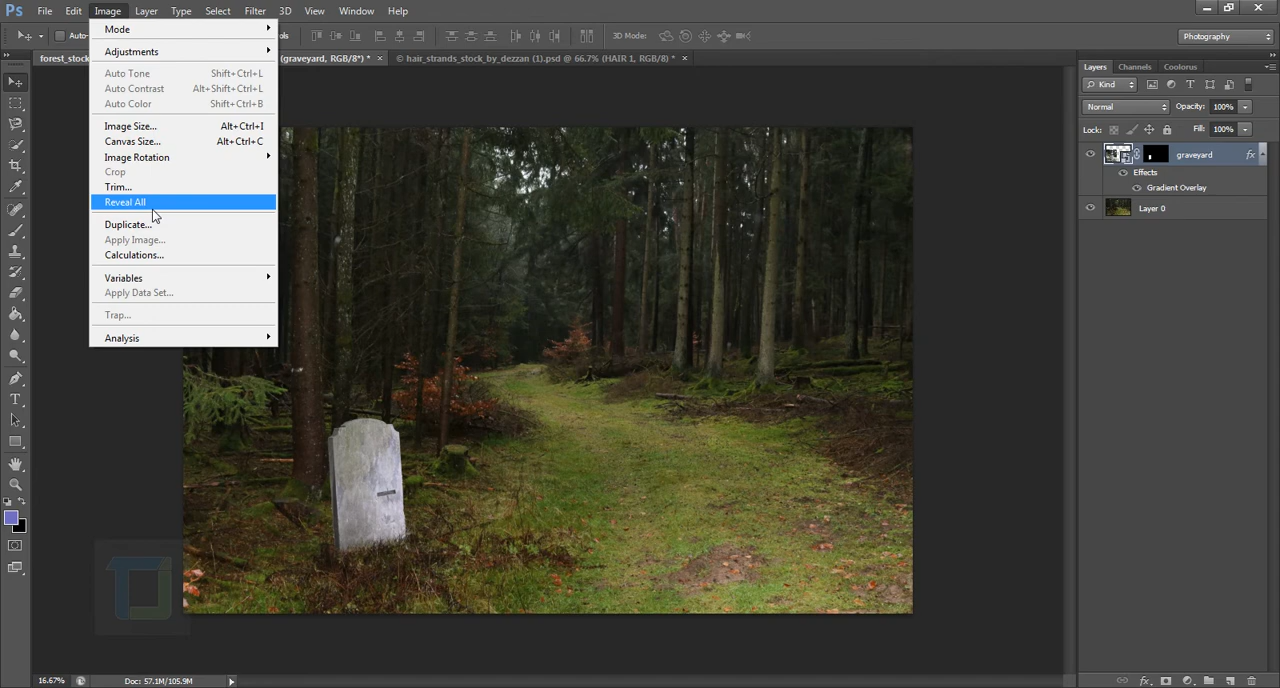 Ps File Edit Image Layer Type Select Filter 3D View Window Help
Auto
ols
3D Mode:
Photography
forest_stock
(graveyard, RGB/8*) * ×
© hair_strands_stock_by_dezzan (1).psd @ 66.7% (HAIR 1, RGB/8*) * ×
Mode
Adjustments
Auto Tone Shift+Ctrl+L
Auto Contrast Alt+Shift+Ctrl+L
Auto Color Shift+Ctrl+B
Image Size... Alt+Ctrl+I
Canvas Size... Alt+Ctrl+C
Image Rotation
Crop
Trim...
Reveal All
Duplicate...
Apply Image...
Calculations...
Variables
Apply Data Set...
Trap...
Analysis
Layers Channels Coolorus
Kind
Normal Opacity: 100%
Lock: Fill: 100%
graveyard fx
Effects
Gradient Overlay
Layer 0
16.67% Doc: 57.1M/105.9M